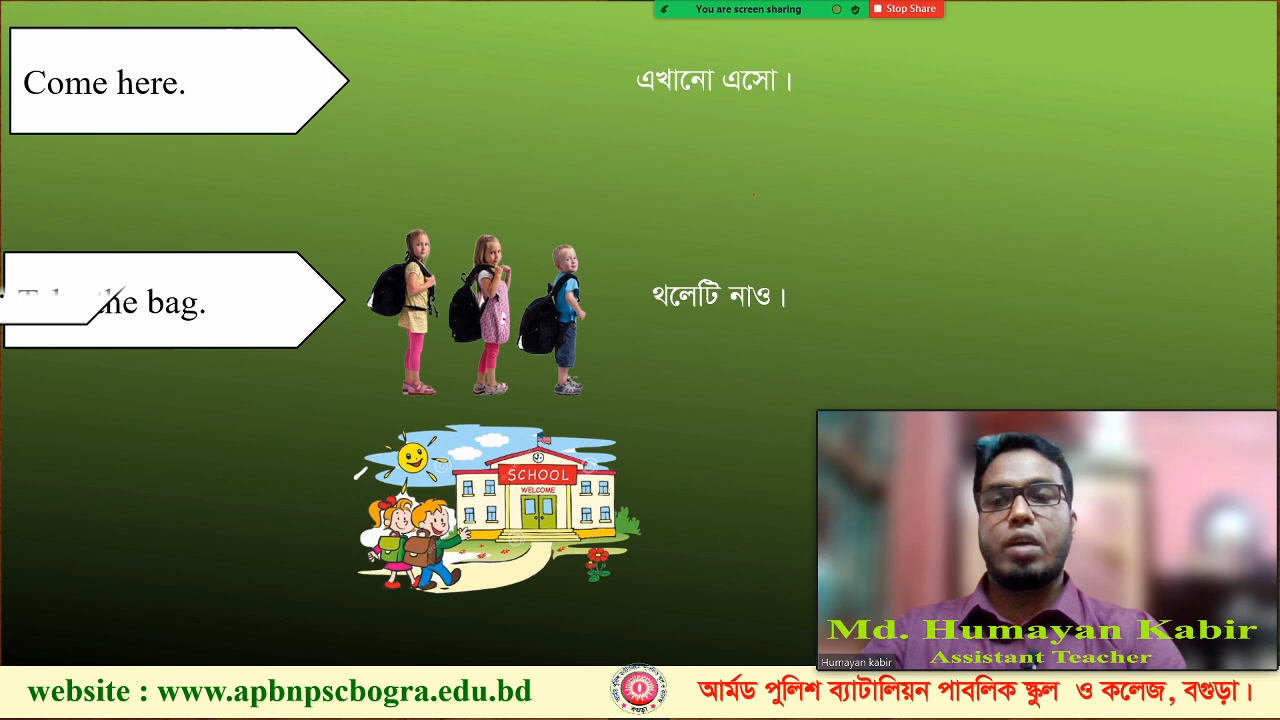 You are screen sharing
Stop Share
Come here.
এখানো এসো।
the bag.
থলেটি নাও।
SCHOOL
WELCOME
Md. Humayan Kabir
Assistant Teacher
Humayan kabir
website : www.apbnpscbogra.edu.bd
আর্মড পুলিশ ব্যাটালিয়ন পাবলিক স্কুল ও কলেজ, বগুড়া।